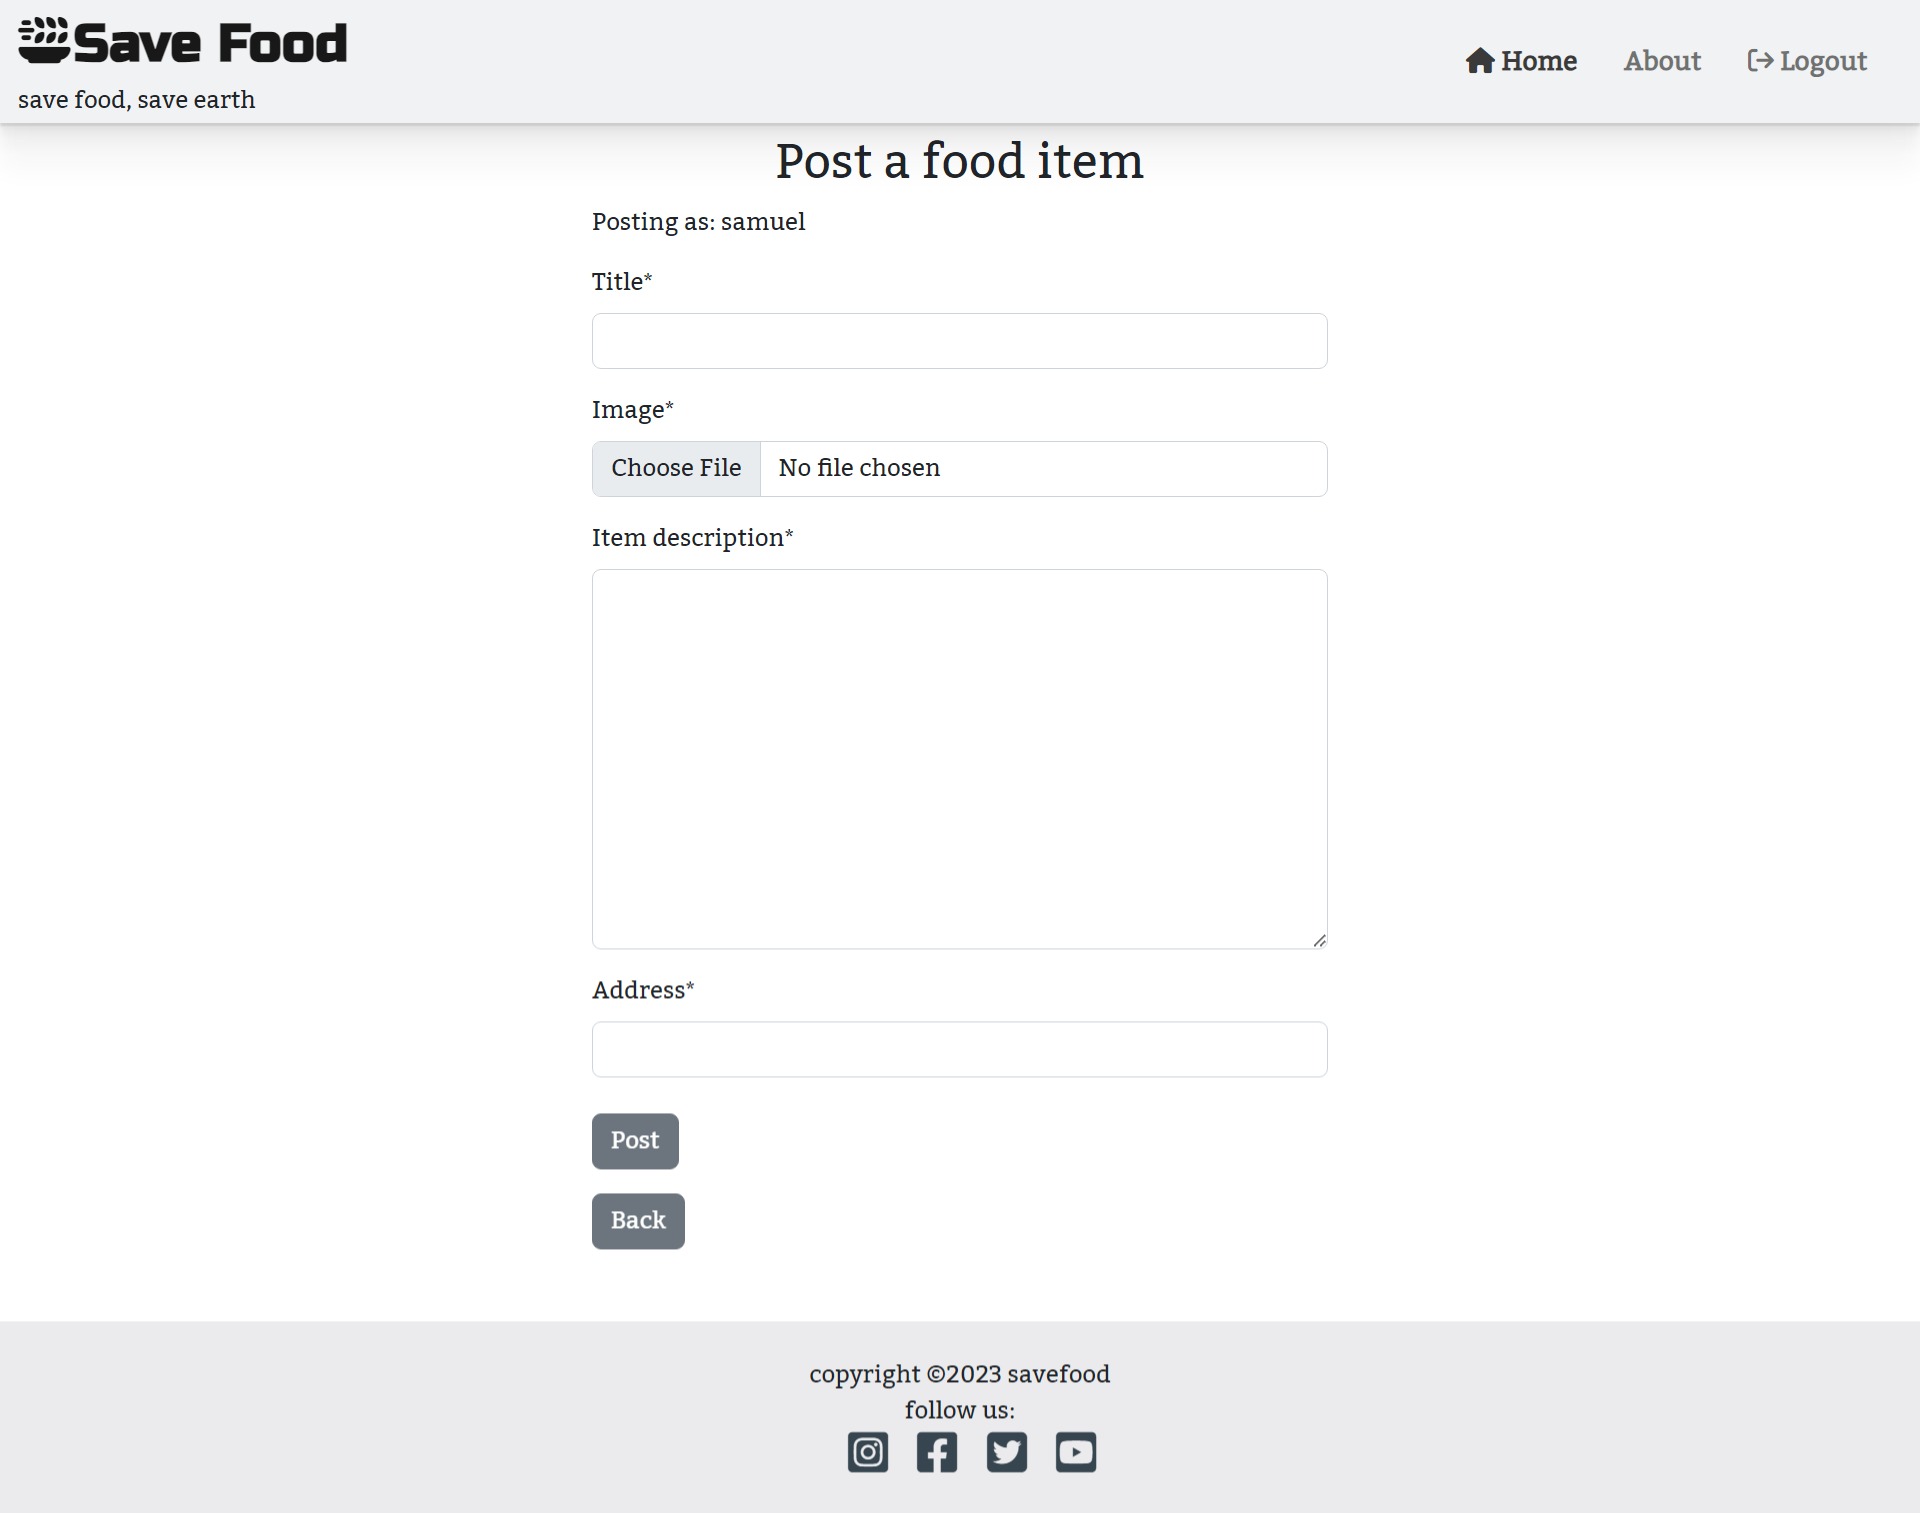 Save Food
save food, save earth
Home
About
Logout
Post a food item
Posting as: samuel
Title*
Image*
Choose File
No file chosen
Item description*
Address*
Post
Back
copyright ©2023 savefood
follow us: